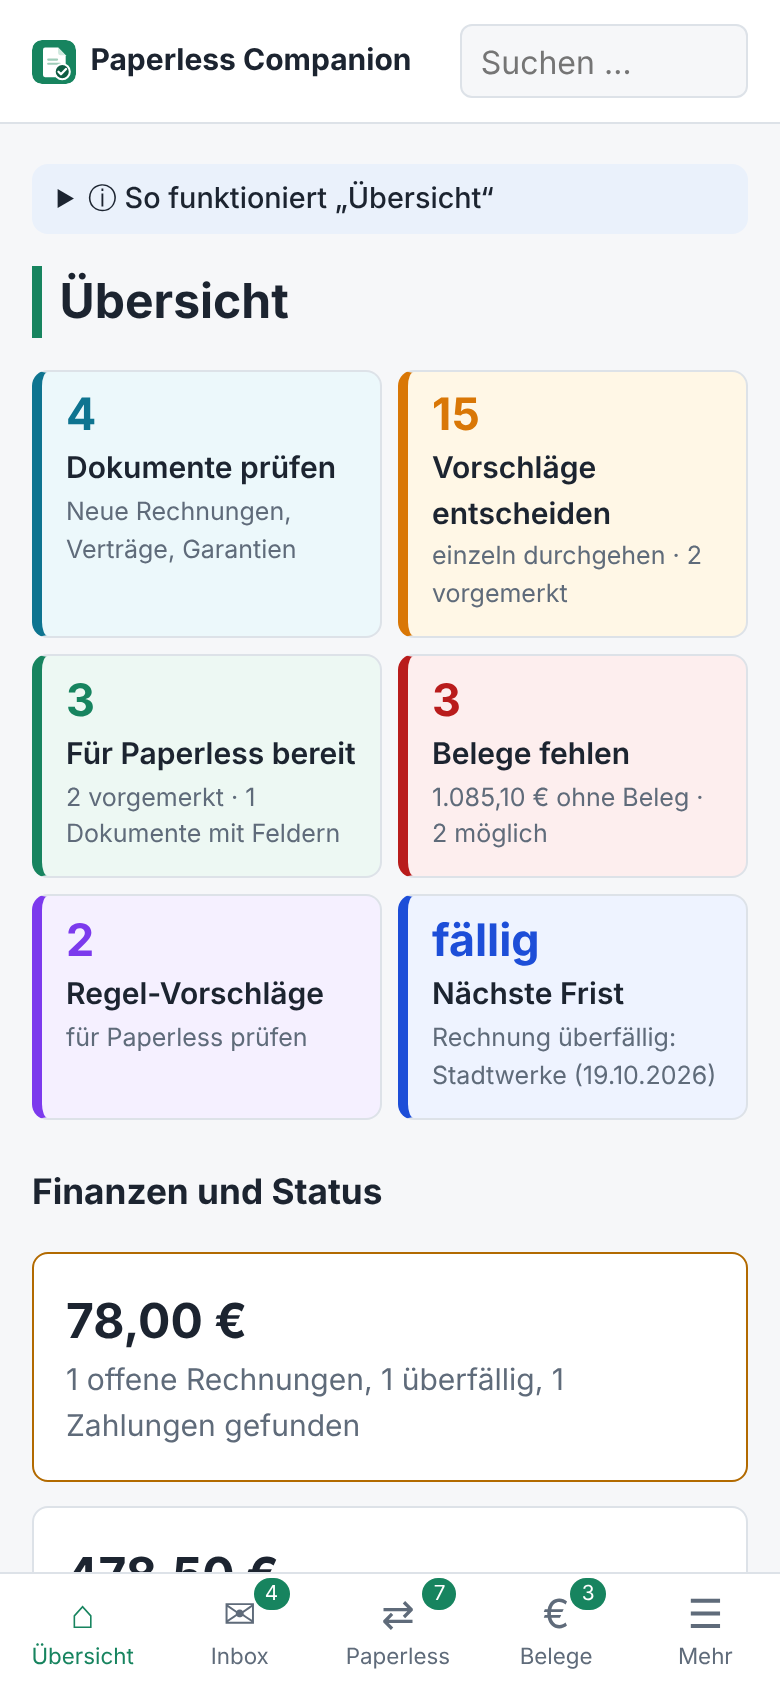 Paperless Companion
Suchen ...
▶ ⓘ So funktioniert „Übersicht“
Übersicht
4
Dokumente prüfen
Neue Rechnungen,
Verträge, Garantien
15
Vorschläge
entscheiden
einzeln durchgehen · 2
vorgemerkt
3
Für Paperless bereit
2 vorgemerkt · 1
Dokumente mit Feldern
3
Belege fehlen
1.085,10 € ohne Beleg ·
2 möglich
2
Regel-Vorschläge
für Paperless prüfen
fällig
Nächste Frist
Rechnung überfällig:
Stadtwerke (19.10.2026)
Finanzen und Status
78,00 €
1 offene Rechnungen, 1 überfällig, 1
Zahlungen gefunden
478,50 €
4
7
3
Übersicht
Inbox
Paperless
€
Belege
Mehr